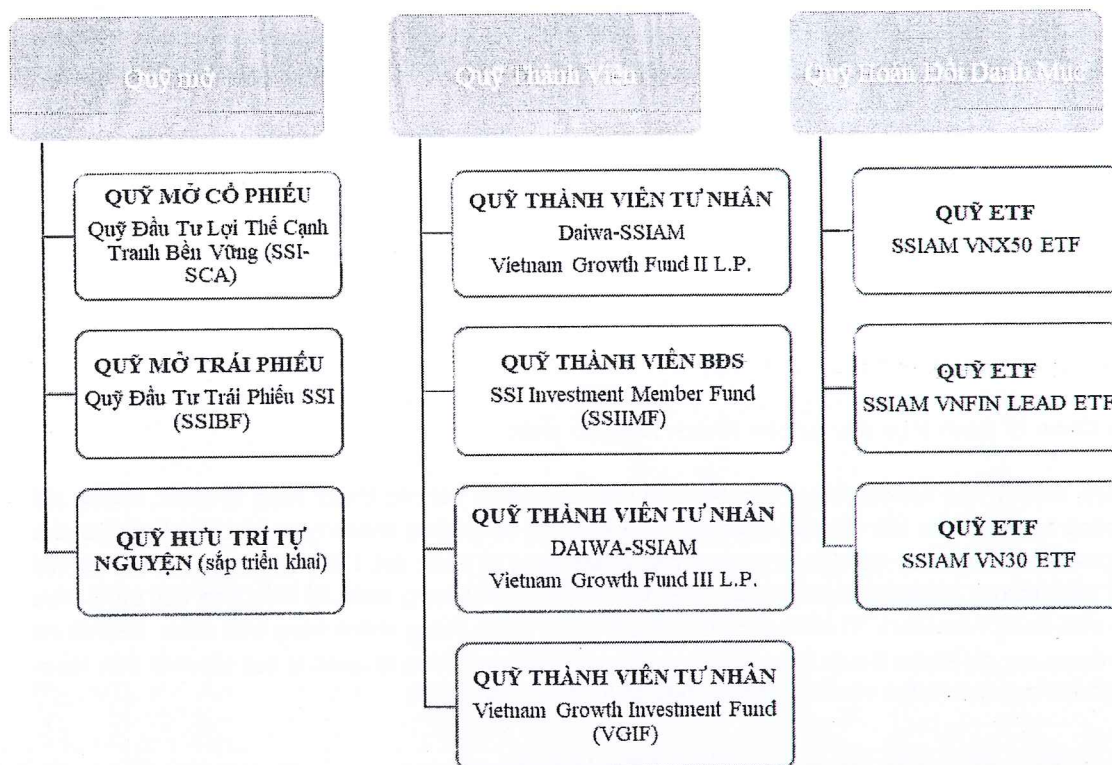 Quỹ mở
QUỸ MỞ CỔ PHIẾU
Quỹ Đầu Tư Lợi Thế Cạnh
Tranh Bền Vững (SSI-
SCA)
QUỸ MỞ TRÁI PHIẾU
Quỹ Đầu Tư Trái Phiếu SSI
(SSIBF)
QUỸ HƯU TRÍ TỰ
NGUYỆN (sắp triển khai)
Quỹ Thành Viên
QUỸ THÀNH VIÊN TƯ NHÂN
Daiwa-SSIAM
Vietnam Growth Fund II L.P.
QUỸ THÀNH VIÊN BĐS
SSI Investment Member Fund
(SSIIMF)
QUỸ THÀNH VIÊN TƯ NHÂN
DAIWA-SSIAM
Vietnam Growth Fund III L.P.
QUỸ THÀNH VIÊN TƯ NHÂN
Vietnam Growth Investment Fund
(VGIF)
Quỹ Hoán Đổi Danh Mục
QUỸ ETF
SSIAM VNX50 ETF
QUỸ ETF
SSIAM VNFIN LEAD ETF
QUỸ ETF
SSIAM VN30 ETF